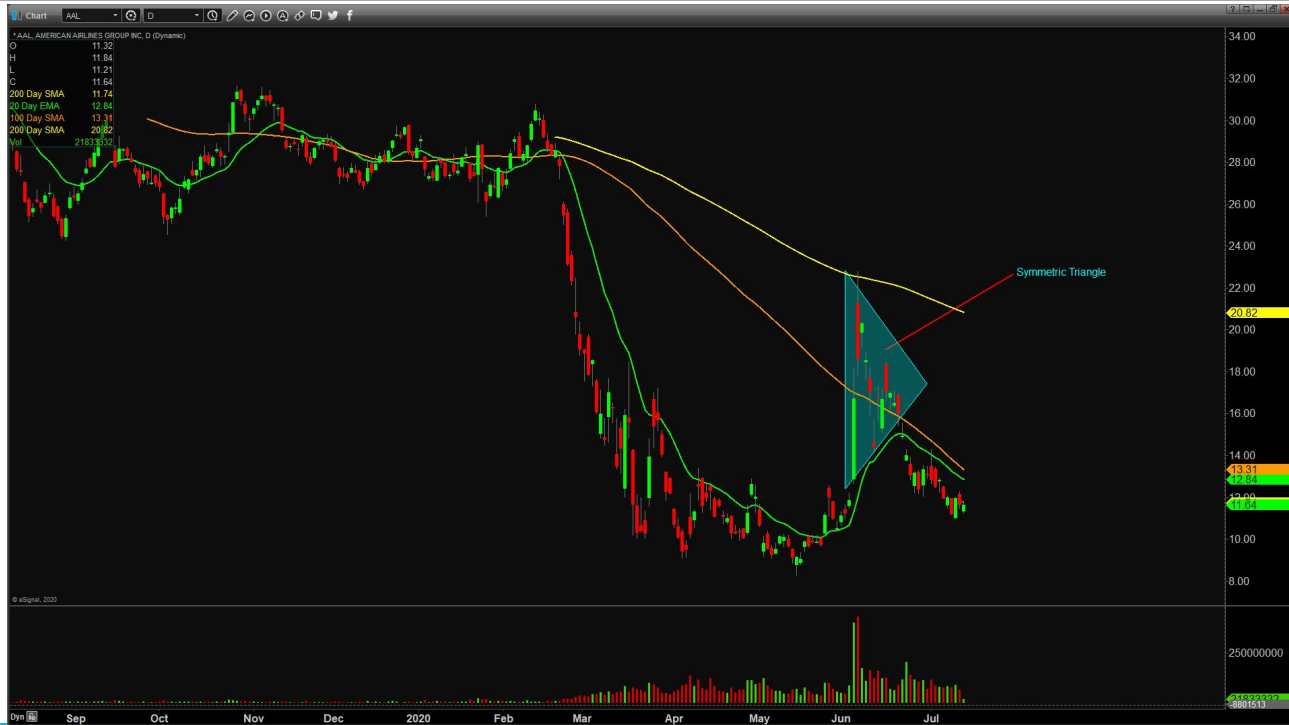 Chart AAL D
* AAL, AMERICAN AIRLINES GROUP INC, D (Dynamic)
O 11.32
H 11.84
L 11.21
C 11.64
200 Day SMA 11.74
20 Day EMA 12.84
100 Day SMA 13.31
200 Day SMA 20.82
Vol 21833332
34.00
32.00
30.00
28.00
26.00
24.00
Symmetric Triangle
22.00
20.82
20.00
18.00
16.00
14.00
13.31
12.84
12.00
11.64
10.00
8.00
© eSignal, 2020
250000000
21833332
-8801513
Dyn Sep Oct Nov Dec 2020 Feb Mar Apr May Jun Jul